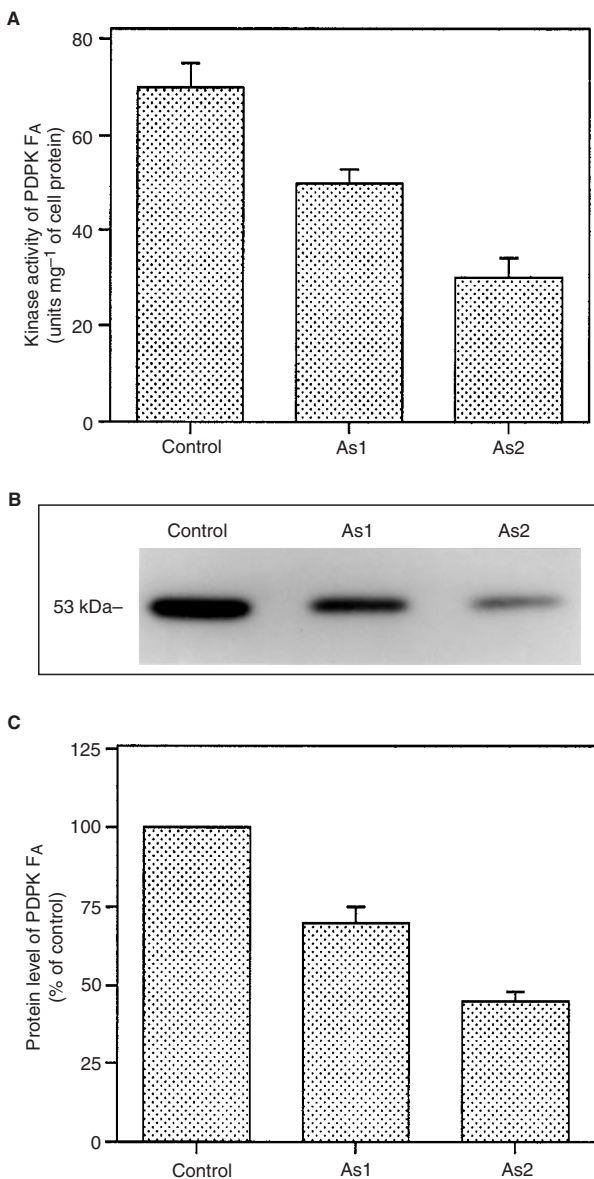 A
Kinase activity of PDPK FA
(units mg–1 of cell protein)
80
60
40
20
0
Control As1 As2
B
Control As1 As2
53 kDa–
C
Protein level of PDPK FA
(% of control)
125
100
75
50
25
0
Control As1 As2